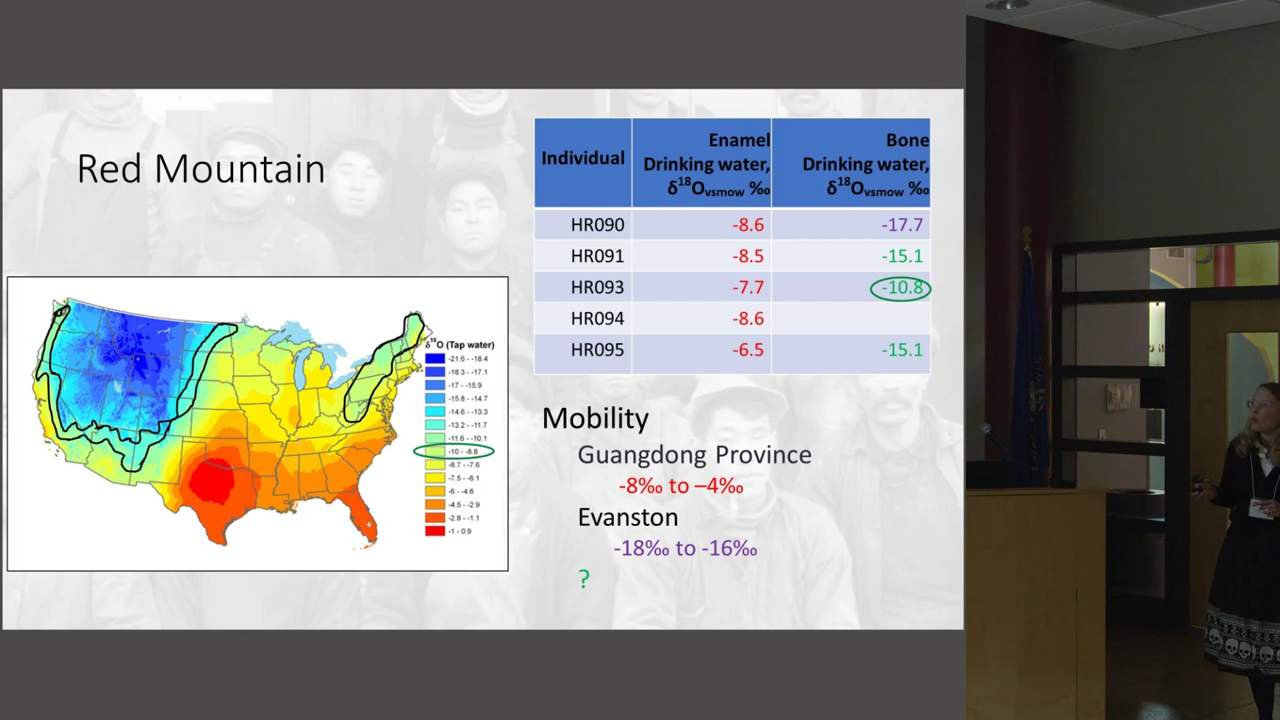 Red Mountain
Individual
Enamel
Drinking water,
δ¹⁸Ovsmow ‰
Bone
Drinking water,
δ¹⁸Ovsmow ‰
HR090 -8.6 -17.7
HR091 -8.5 -15.1
HR093 -7.7 -10.8
HR094 -8.6
HR095 -6.5 -15.1
δ¹⁸O (Tap water)
-21.6 - -18.4
-18.3 - -17.1
-17 - -15.9
-15.8 - -14.7
-14.6 - -13.3
-13.2 - -11.7
-11.6 - -10.1
-10 - -8.8
-8.7 - -7.6
-7.5 - -6.1
-6 - -4.6
-4.5 - -2.9
-2.8 - -1.1
-1 - 0.9
Mobility
Guangdong Province
-8‰ to –4‰
Evanston
-18‰ to -16‰
?